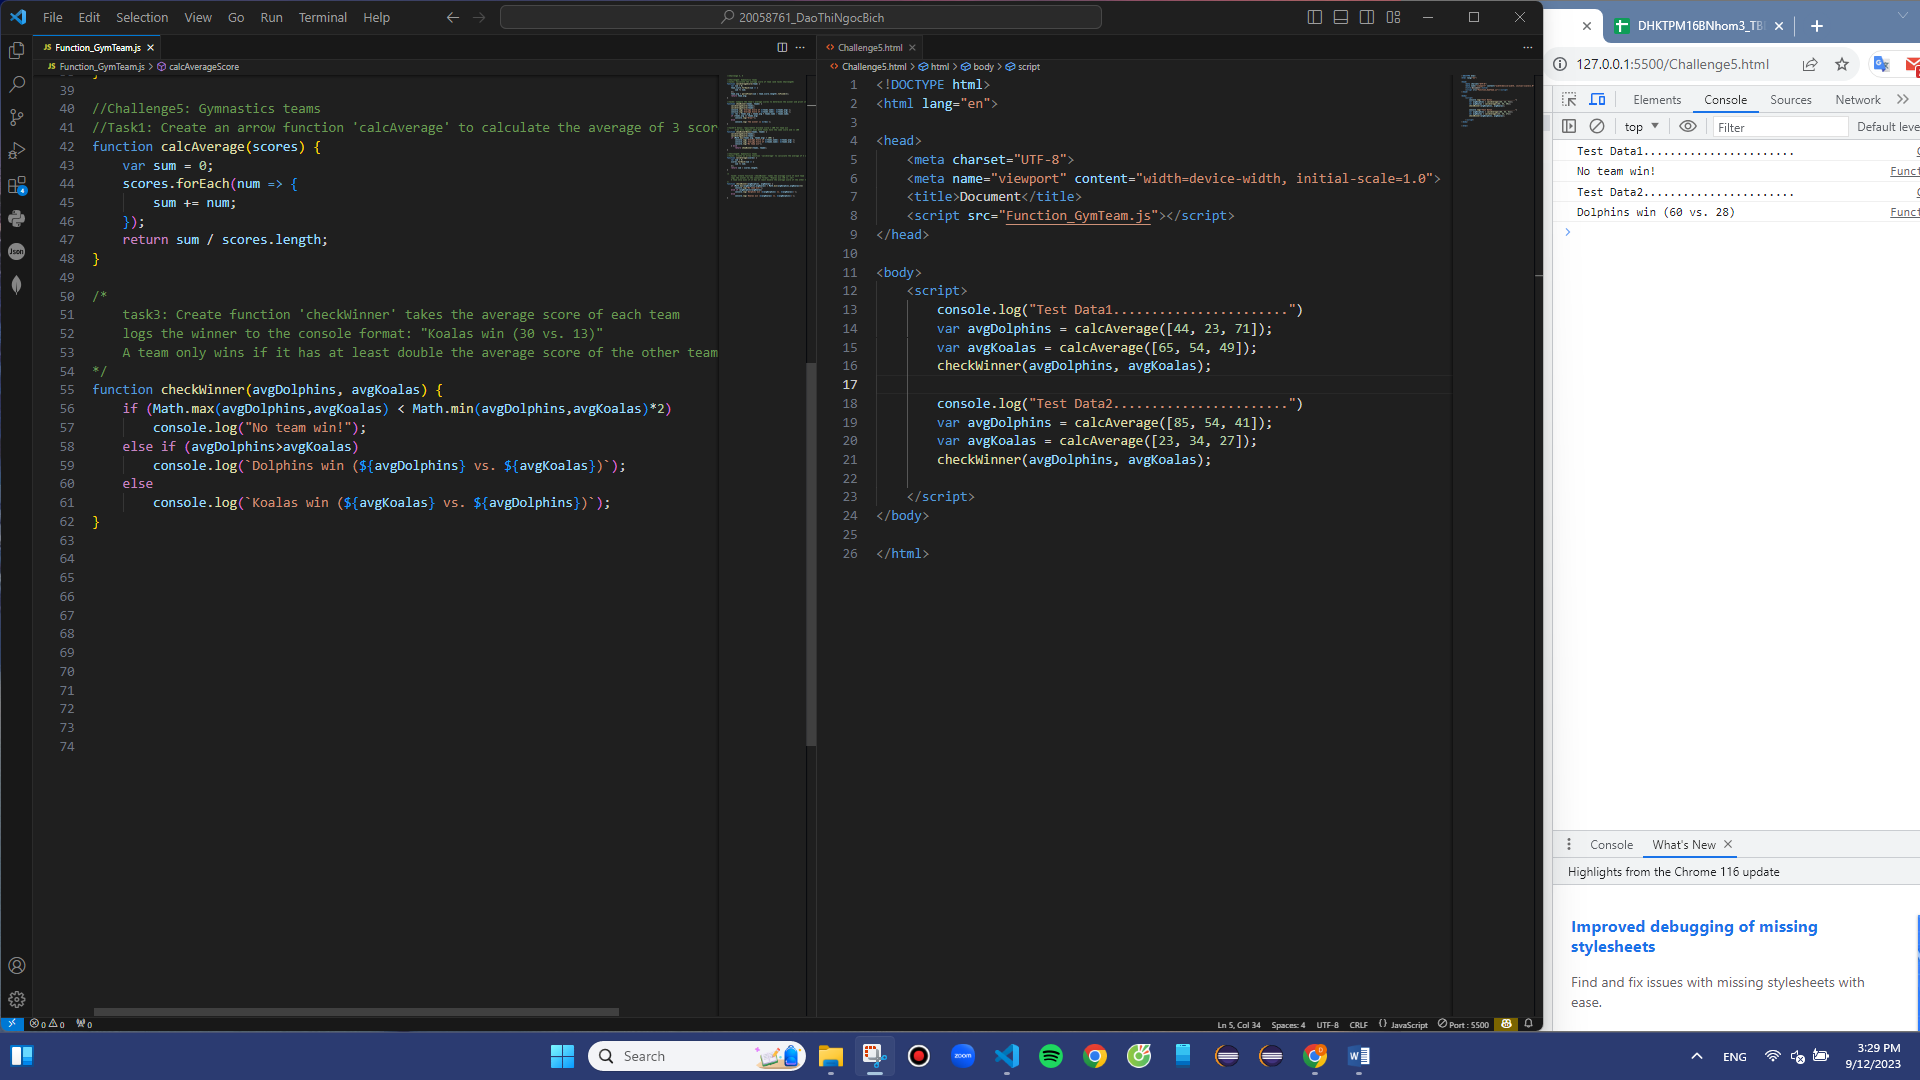 File Edit Selection View Go Run Terminal Help
20058761_DaoThiNgocBich
JS Function_GymTeam.js
JS Function_GymTeam.js > calcAverageScore
39
40 //Challenge5: Gymnastics teams
41 //Task1: Create an arrow function 'calcAverage' to calculate the average of 3 scor
42 function calcAverage(scores) {
43 var sum = 0;
44 scores.forEach(num => {
45 sum += num;
46 });
47 return sum / scores.length;
48 }
49
50 /*
51 task3: Create function 'checkWinner' takes the average score of each team
52 logs the winner to the console format: "Koalas win (30 vs. 13)"
53 A team only wins if it has at least double the average score of the other team
54 */
55 function checkWinner(avgDolphins, avgKoalas) {
56 if (Math.max(avgDolphins,avgKoalas) < Math.min(avgDolphins,avgKoalas)*2)
57 console.log("No team win!");
58 else if (avgDolphins>avgKoalas)
59 console.log(`Dolphins win (${avgDolphins} vs. ${avgKoalas})`);
60 else
61 console.log(`Koalas win (${avgKoalas} vs. ${avgDolphins})`);
62 }
63
64
65
66
67
68
69
70
71
72
73
74
Challenge5.html
Challenge5.html > html > body > script
1 <!DOCTYPE html>
2 <html lang="en">
3
4 <head>
5 <meta charset="UTF-8">
6 <meta name="viewport" content="width=device-width, initial-scale=1.0">
7 <title>Document</title>
8 <script src="Function_GymTeam.js"></script>
9 </head>
10
11 <body>
12 <script>
13 console.log("Test Data1.......................")
14 var avgDolphins = calcAverage([44, 23, 71]);
15 var avgKoalas = calcAverage([65, 54, 49]);
16 checkWinner(avgDolphins, avgKoalas);
17
18 console.log("Test Data2.......................")
19 var avgDolphins = calcAverage([85, 54, 41]);
20 var avgKoalas = calcAverage([23, 34, 27]);
21 checkWinner(avgDolphins, avgKoalas);
22
23 </script>
24 </body>
25
26 </html>
DHKTPM16BNhom3_TB
127.0.0.1:5500/Challenge5.html
Elements Console Sources Network
top Filter Default leve
Test Data1.......................
No team win! Funct
Test Data2.......................
Dolphins win (60 vs. 28) Funct
Console What's New
Highlights from the Chrome 116 update
Improved debugging of missing
stylesheets
Find and fix issues with missing stylesheets with
ease.
0 0 0
Ln 5, Col 34 Spaces: 4 UTF-8 CRLF {} JavaScript Port : 5500
Search
zoom
ENG
3:29 PM
9/12/2023